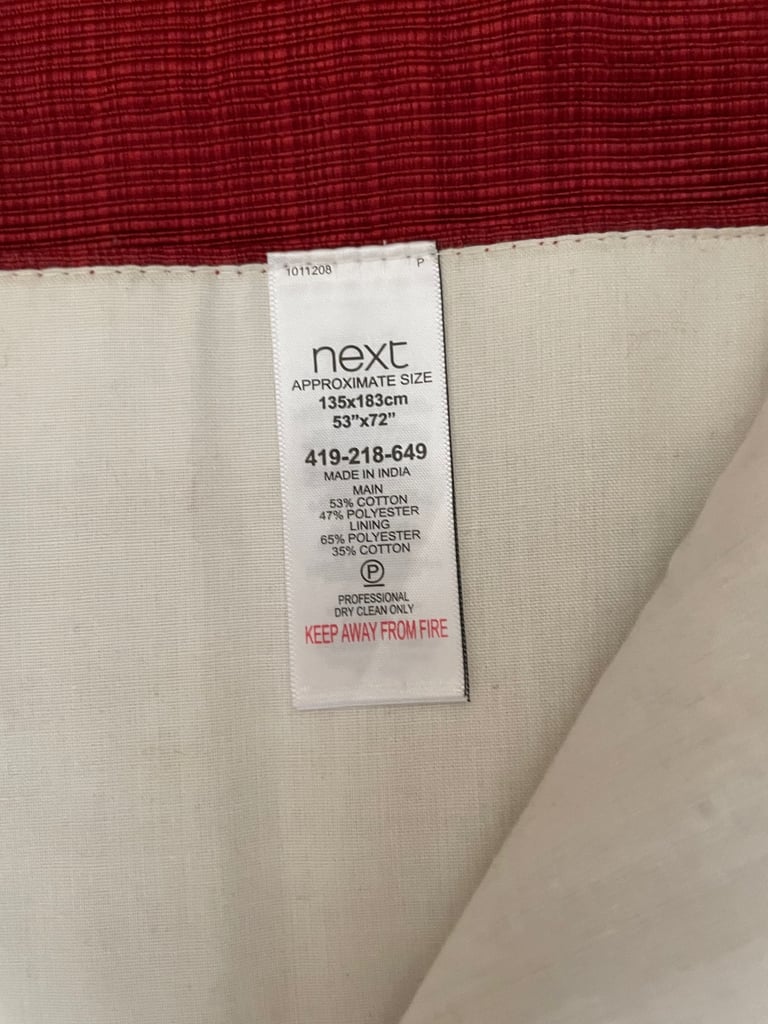 1011208 P
next
APPROXIMATE SIZE
135x183cm
53"x72"
419-218-649
MADE IN INDIA
MAIN
53% COTTON
47% POLYESTER
LINING
65% POLYESTER
35% COTTON
P
PROFESSIONAL
DRY CLEAN ONLY
KEEP AWAY FROM FIRE